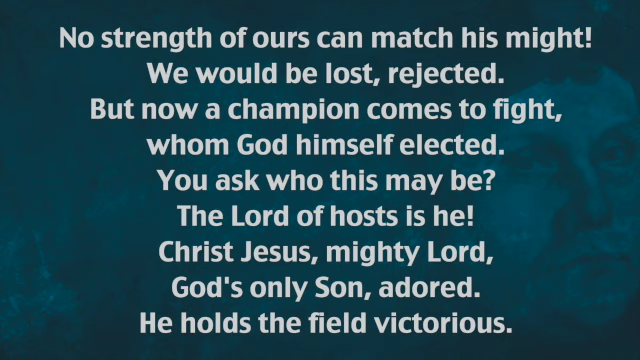 No strength of ours can match his might!
We would be lost, rejected.
But now a champion comes to fight,
whom God himself elected.
You ask who this may be?
The Lord of hosts is he!
Christ Jesus, mighty Lord,
God's only Son, adored.
He holds the field victorious.